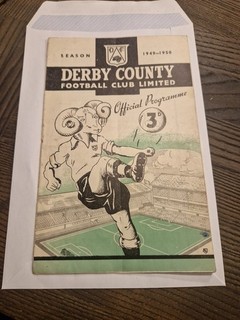 SEASON 1949-1950
DERBY COUNTY
FOOTBALL CLUB LIMITED
Official Programme
3D